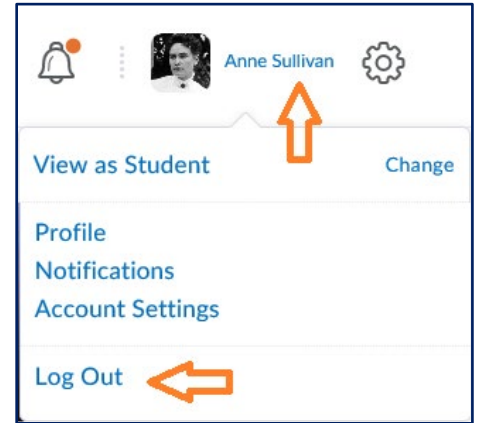 Anne Sullivan
View as Student Change
Profile
Notifications
Account Settings
Log Out